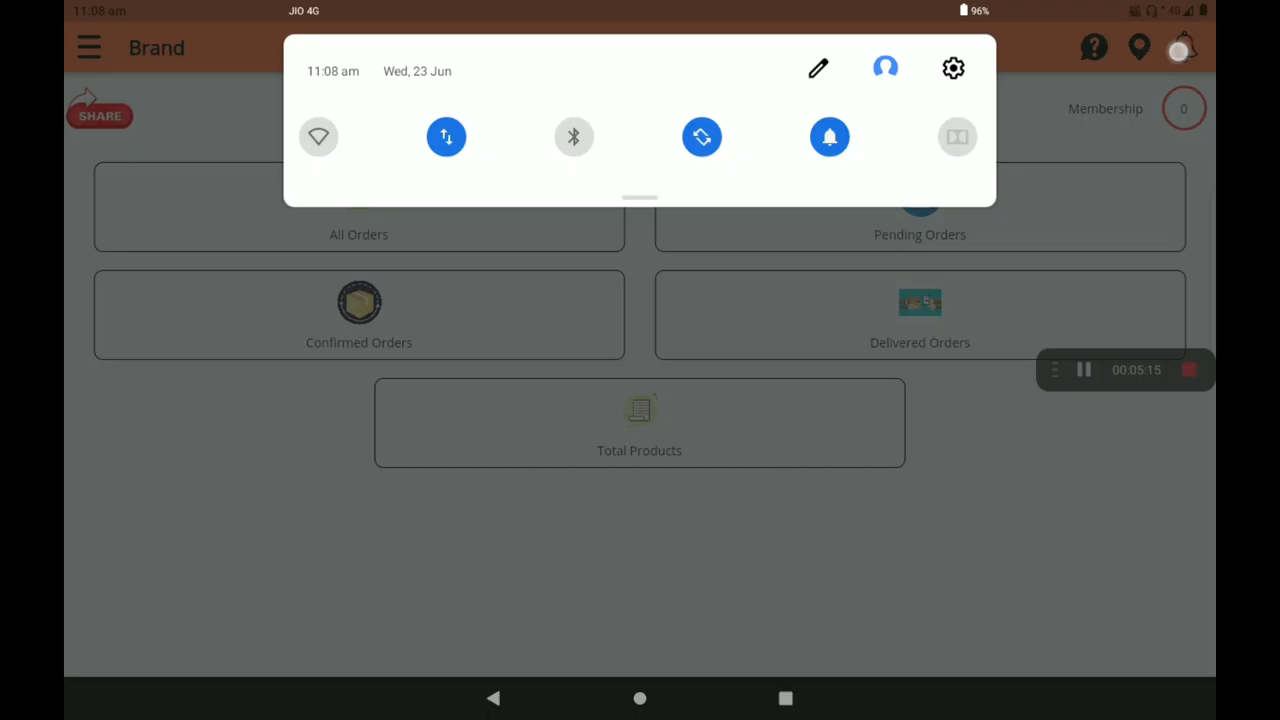 11:08 am
JIO 4G
96%
4G
Brand
11:08 am
Wed, 23 Jun
SHARE
Membership
0
All Orders
Pending Orders
Confirmed Orders
Delivered Orders
00:05:15
Total Products